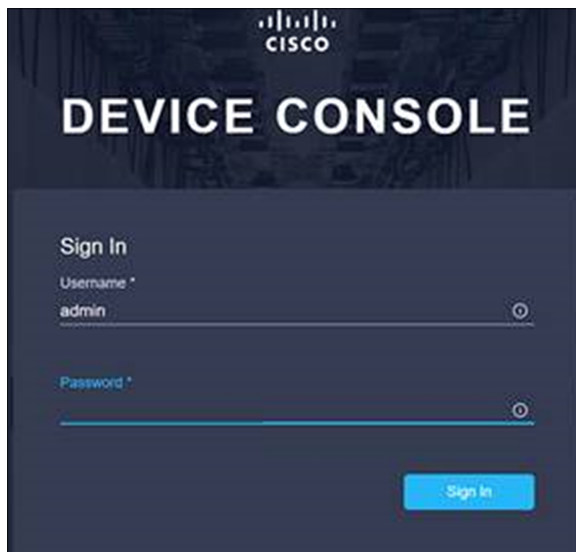 CISCO
DEVICE CONSOLE
Sign In
Username *
admin
Password *
Sign In